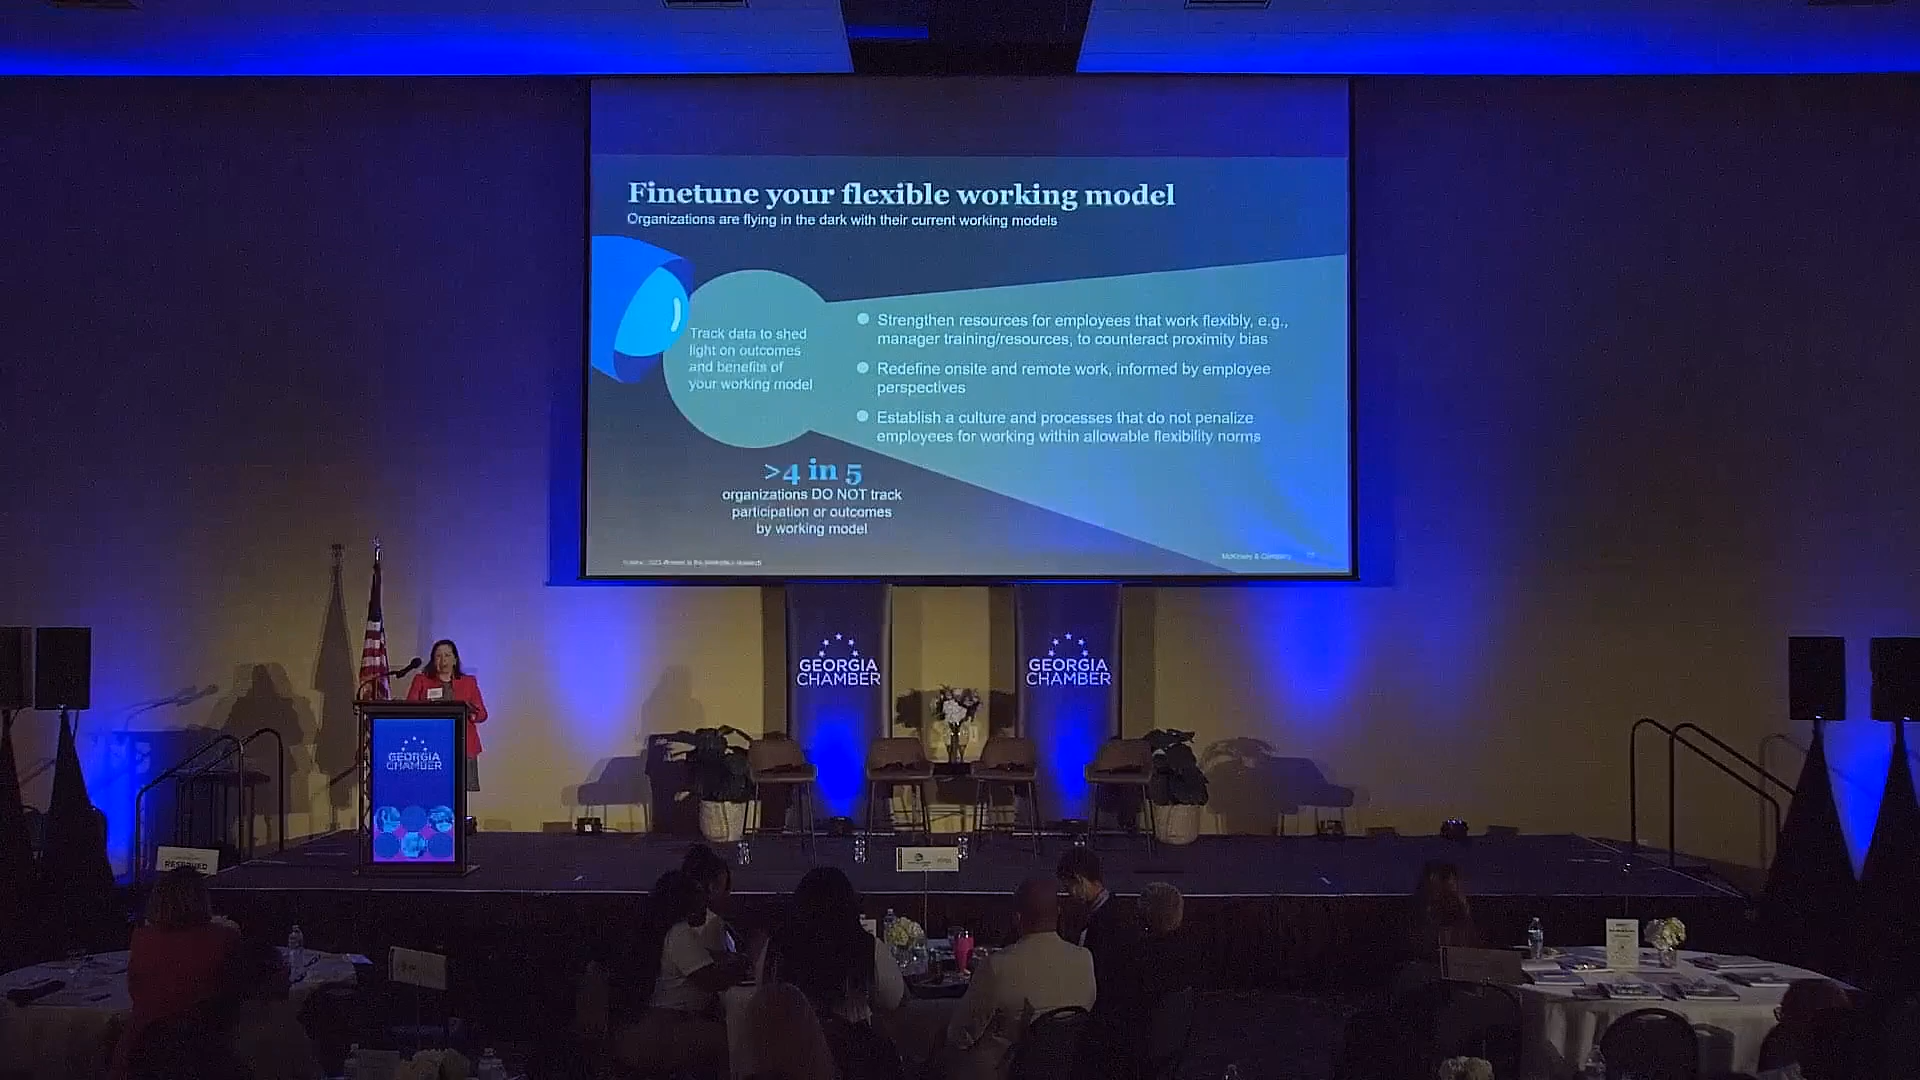 Finetune your flexible working model
Organizations are flying in the dark with their current working models
Track data to shed
light on outcomes
and benefits of
your working model
Strengthen resources for employees that work flexibly, e.g.,
manager training/resources, to counteract proximity bias
Redefine onsite and remote work, informed by employee
perspectives
Establish a culture and processes that do not penalize
employees for working within allowable flexibility norms
>4 in 5
organizations DO NOT track
participation or outcomes
by working model
McKinsey & Company
GEORGIA
CHAMBER
GEORGIA
CHAMBER
GEORGIA
CHAMBER
RESERVED